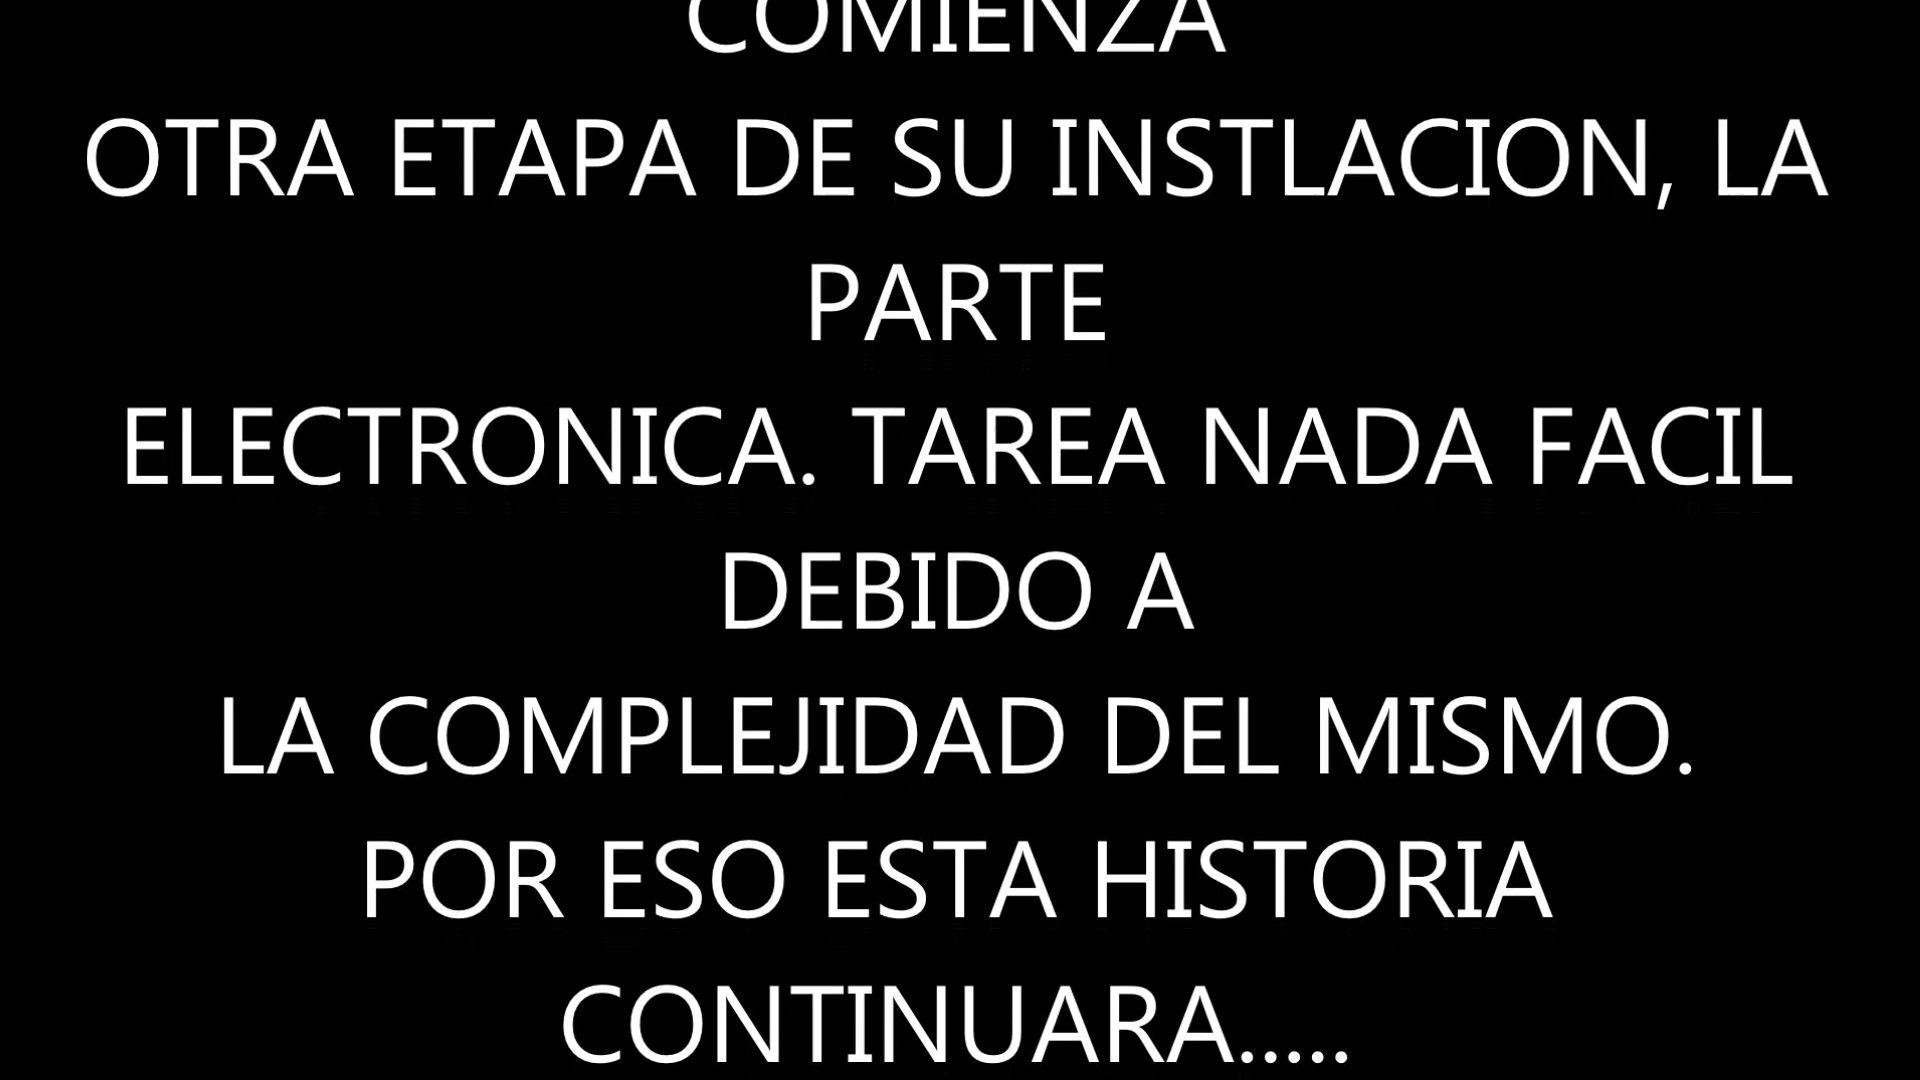 COMIENZA
OTRA ETAPA DE SU INSTLACION, LA
PARTE
ELECTRONICA. TAREA NADA FACIL
DEBIDO A
LA COMPLEJIDAD DEL MISMO.
POR ESO ESTA HISTORIA
CONTINUARA.....